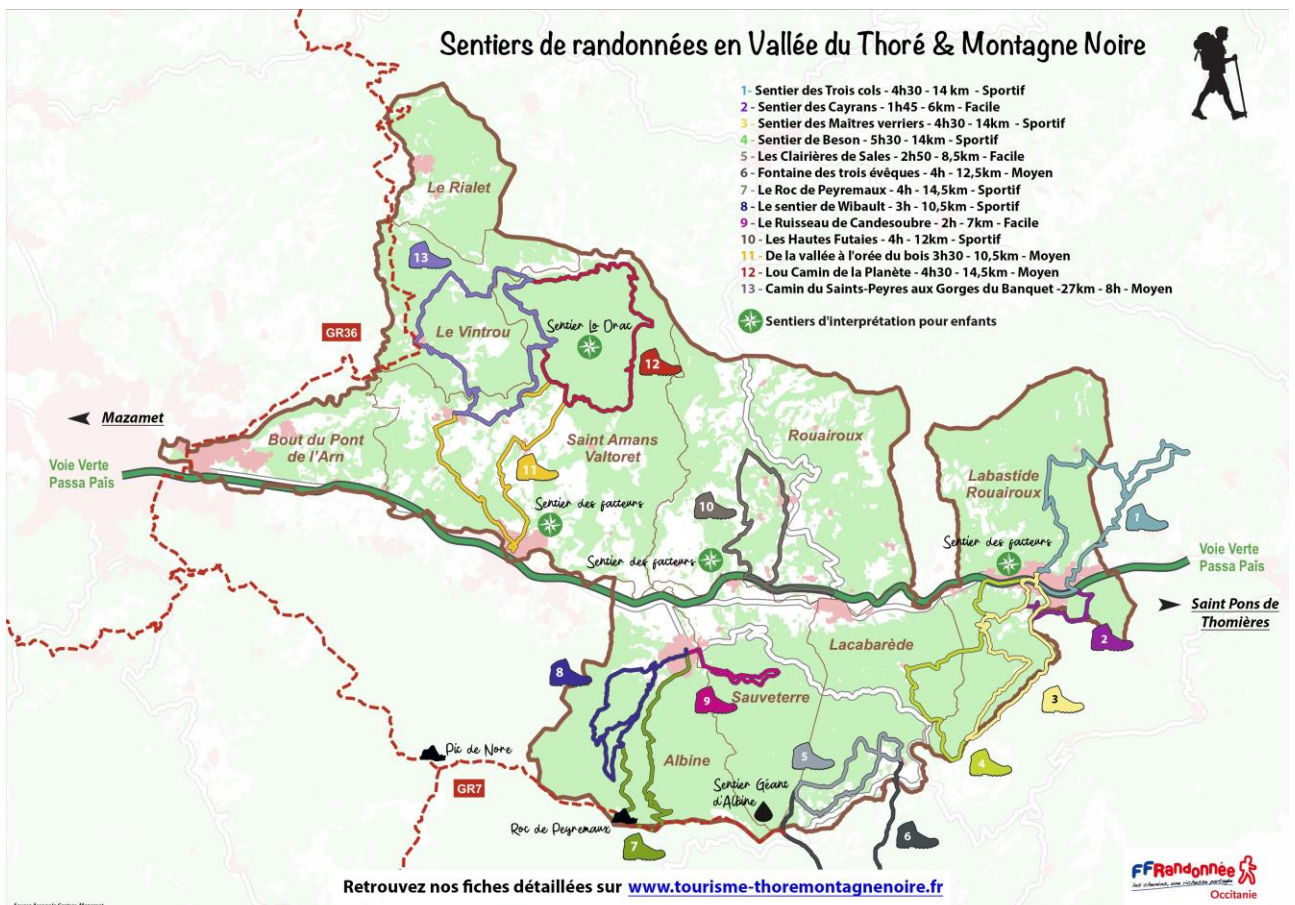 Sentiers de randonnées en Vallée du Thoré & Montagne Noire
1- Sentier des Trois cols - 4h30 - 14 km - Sportif
2 - Sentier des Cayrans - 1h45 - 6km - Facile
3 - Sentier des Maîtres verriers - 4h30 - 14km - Sportif
4 - Sentier de Beson - 5h30 - 14km - Sportif
5 - Les Clairières de Sales - 2h50 - 8,5km - Facile
6 - Fontaine des trois évêques - 4h - 12,5km - Moyen
7 - Le Roc de Peyremaux - 4h - 14,5km - Sportif
8 - Le sentier de Wibault - 3h - 10,5km - Sportif
9 - Le Ruisseau de Candesoubre - 2h - 7km - Facile
10 - Les Hautes Futaies - 4h - 12km - Sportif
11 - De la vallée à l'orée du bois 3h30 - 10,5km - Moyen
12 - Lou Camin de la Planète - 4h30 - 14,5km - Moyen
13 - Camin du Saints-Peyres aux Gorges du Banquet -27km - 8h - Moyen
Sentiers d'interprétation pour enfants
Le Rialet
13
GR36
Le Vintrou
Sentier Lo Drac
12
Mazamet
Bout du Pont
de l'Arn
Saint Amans
Valtoret
Rouairoux
Voie Verte
Passa Païs
11
Labastide
Rouairoux
Sentier des facteurs
10
1
Sentier des facteurs
Sentier des facteurs
Voie Verte
Passa Païs
Saint Pons de
Thomières
2
Lacabarède
8
9
Sauveterre
3
Pic de Nore
Albine
5
4
GR7
Sentier Géant
d'Albine
Roc de Peyremaux
7
6
Retrouvez nos fiches détaillées sur www.tourisme-thoremontagnenoire.fr
FFRandonnée
les chemins, une richesse partagée
Occitanie